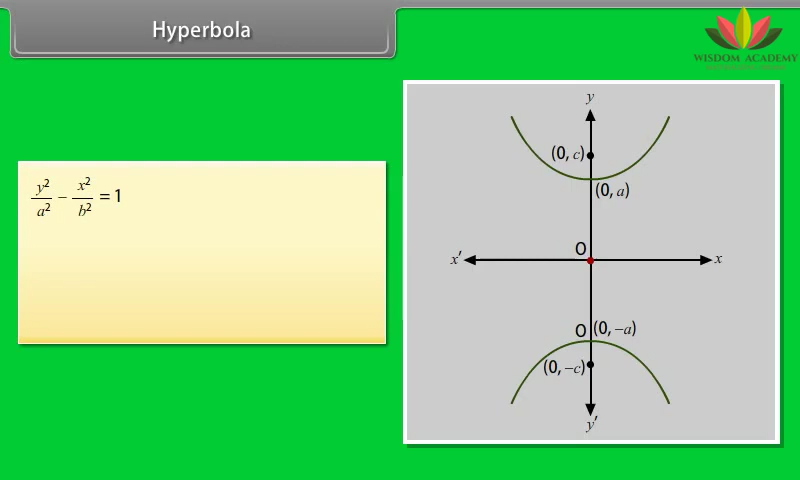 Hyperbola
WISDOM ACADEMY
y²/a² − x²/b² = 1
y
(0, c)
(0, a)
O
x′
x
O (0, −a)
(0, −c)
y′